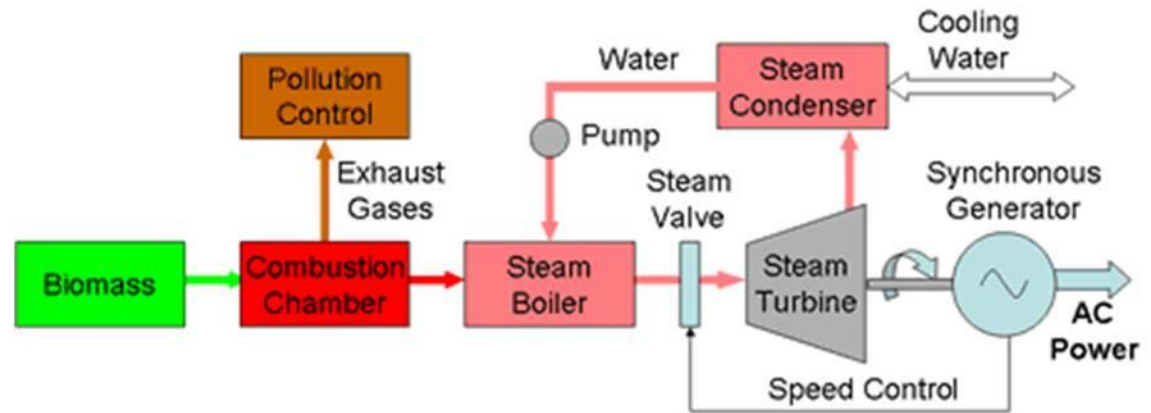 Cooling
Water
Water
Steam
Condenser
Pollution
Control
Pump
Exhaust
Gases
Steam
Valve
Synchronous
Generator
Biomass
Combustion
Chamber
Steam
Boiler
Steam
Turbine
AC
Power
Speed Control